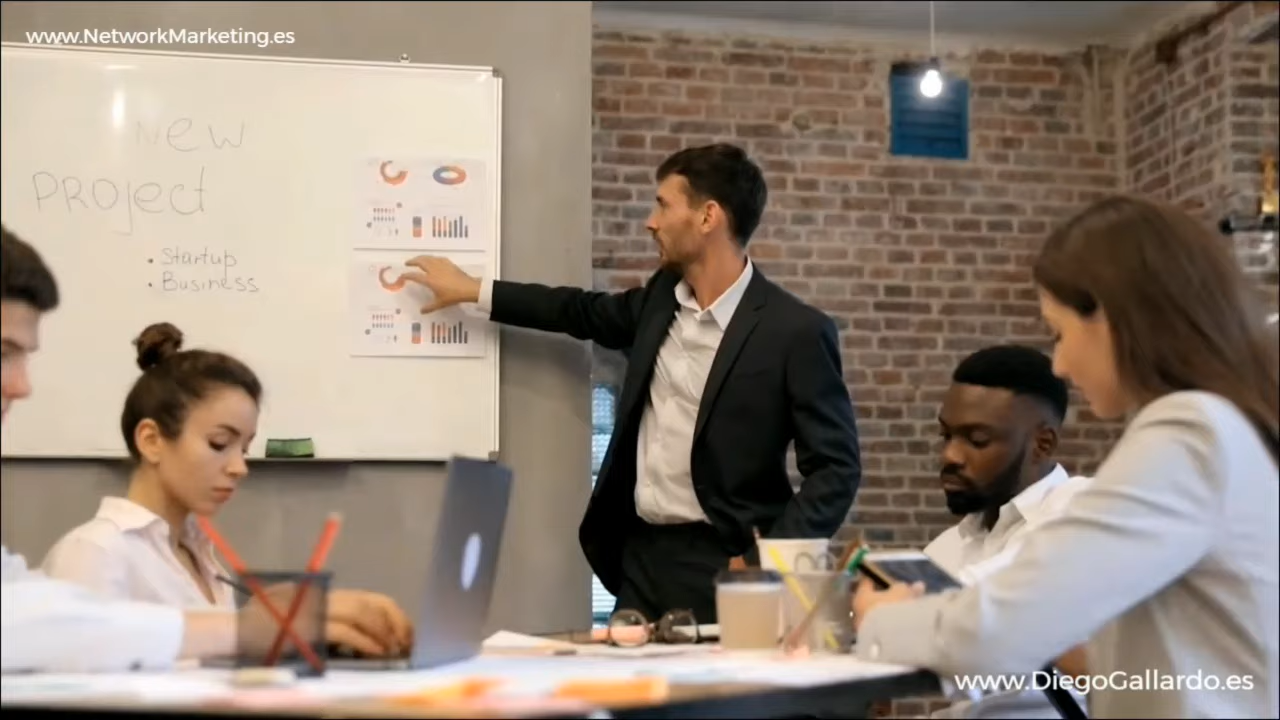 www.NetworkMarketing.es
New
Project
• Startup
• Business
www.DiegoGallardo.es